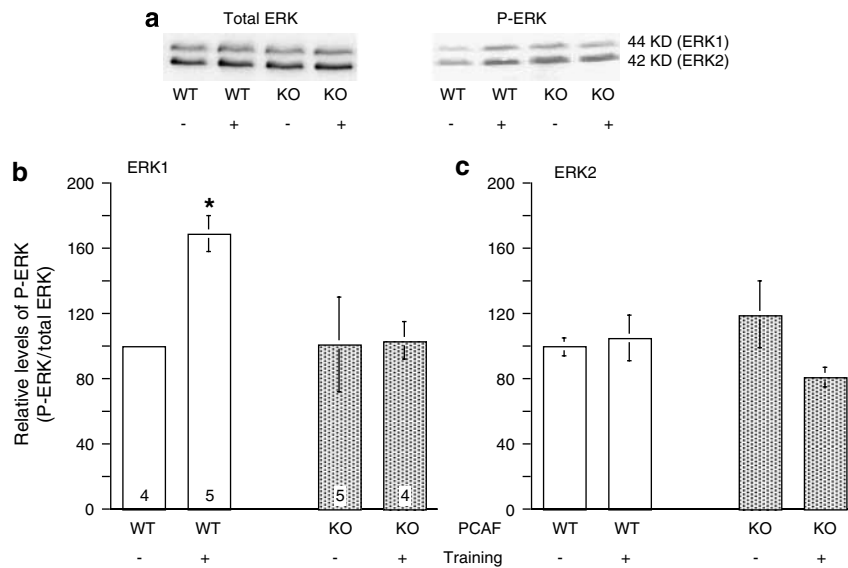 a
Total ERK
P-ERK
44 KD (ERK1)
42 KD (ERK2)
WT WT KO KO
WT WT KO KO
- + - +
- + - +
b
ERK1
c
ERK2
Relative levels of P-ERK
(P-ERK/total ERK)
200
160
120
80
40
0
*
4 5 5 4
200
160
120
80
40
0
WT WT KO KO PCAF WT WT KO KO
- + - + Training - + - +